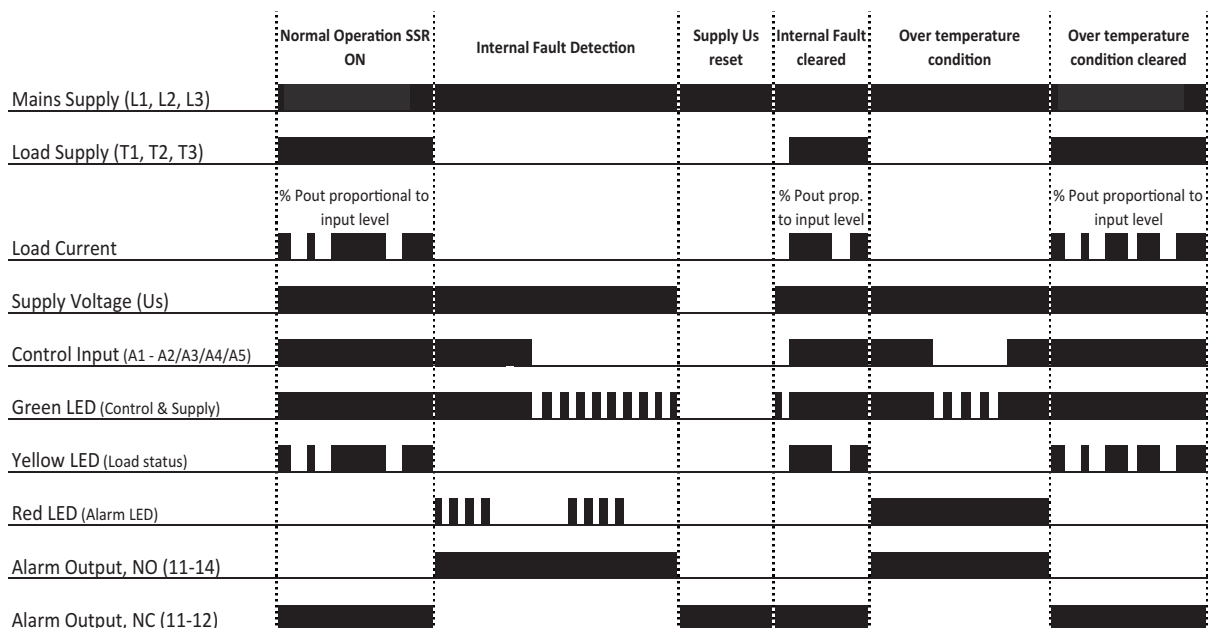 Normal Operation SSR
ON
Internal Fault Detection
Supply Us
reset
Internal Fault
cleared
Over temperature
condition
Over temperature
condition cleared
Mains Supply (L1, L2, L3)
Load Supply (T1, T2, T3)
% Pout proportional to
input level
% Pout prop.
to input level
% Pout proportional to
input level
Load Current
Supply Voltage (Us)
Control Input (A1 - A2/A3/A4/A5)
Green LED (Control & Supply)
Yellow LED (Load status)
Red LED (Alarm LED)
Alarm Output, NO (11-14)
Alarm Output, NC (11-12)